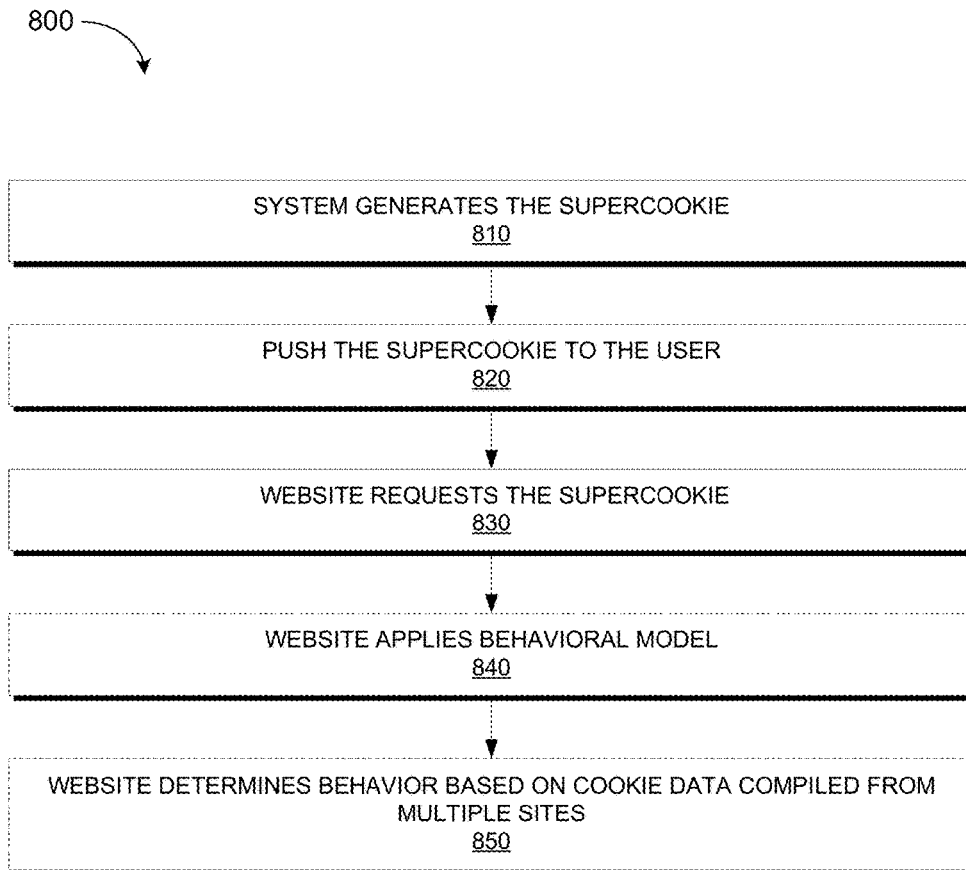 800
SYSTEM GENERATES THE SUPERCOOKIE
810
PUSH THE SUPERCOOKIE TO THE USER
820
WEBSITE REQUESTS THE SUPERCOOKIE
830
WEBSITE APPLIES BEHAVIORAL MODEL
840
WEBSITE DETERMINES BEHAVIOR BASED ON COOKIE DATA COMPILED FROM
MULTIPLE SITES
850